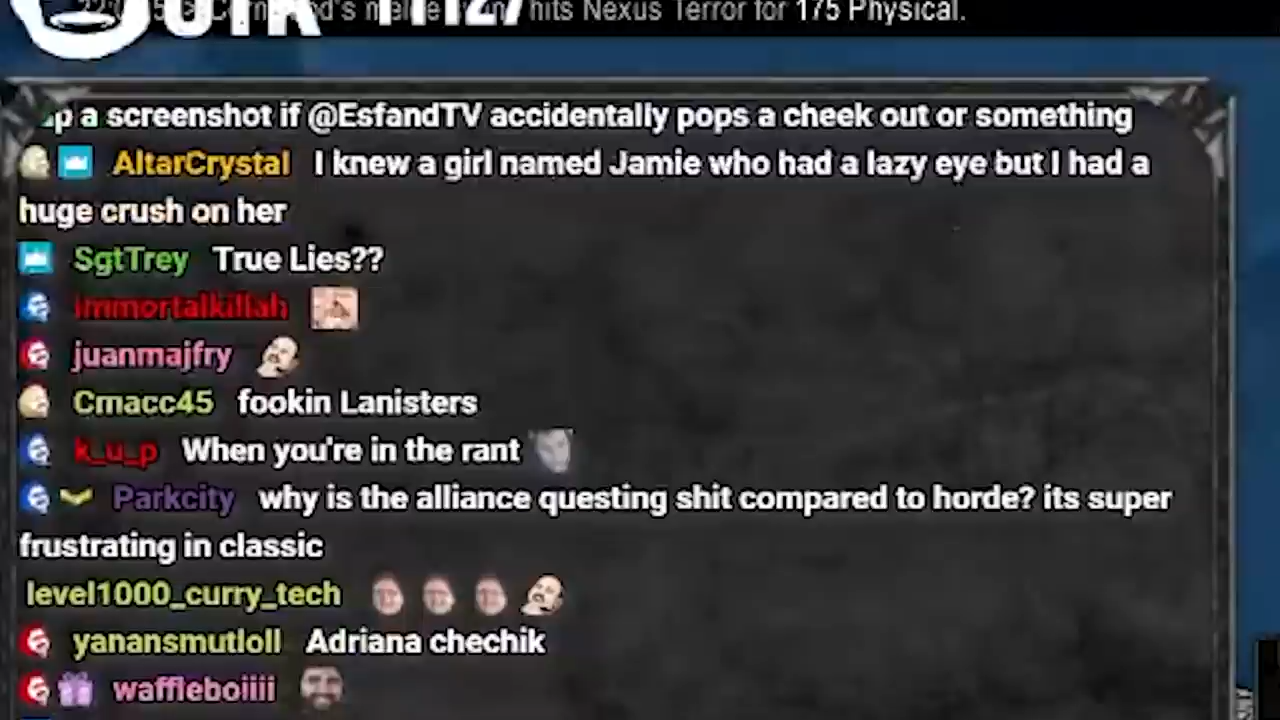 hits Nexus Terror for 175 Physical.
a screenshot if @EsfandTV accidentally pops a cheek out or something
AltarCrystal I knew a girl named Jamie who had a lazy eye but I had a
huge crush on her
SgtTrey True Lies??
immortalkillah
juanmajfry
Cmacc45 fookin Lanisters
k_u_p When you're in the rant
Parkcity why is the alliance questing shit compared to horde? its super
frustrating in classic
level1000_curry_tech
yanansmutloll Adriana chechik
waffleboiiii